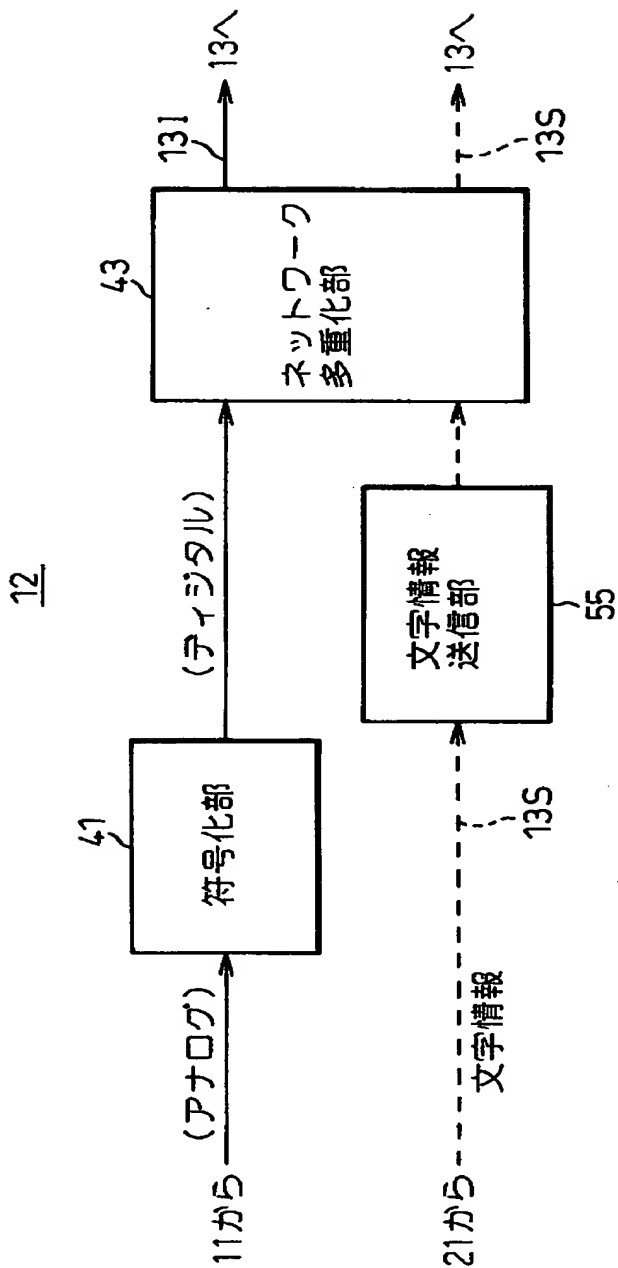 12
11から
(アナログ)
41
符号化部
(ディジタル)
43
ネットワーク
多重化部
13I
13へ
21から
文字情報
13S
文字情報
送信部
55
13S
13へ